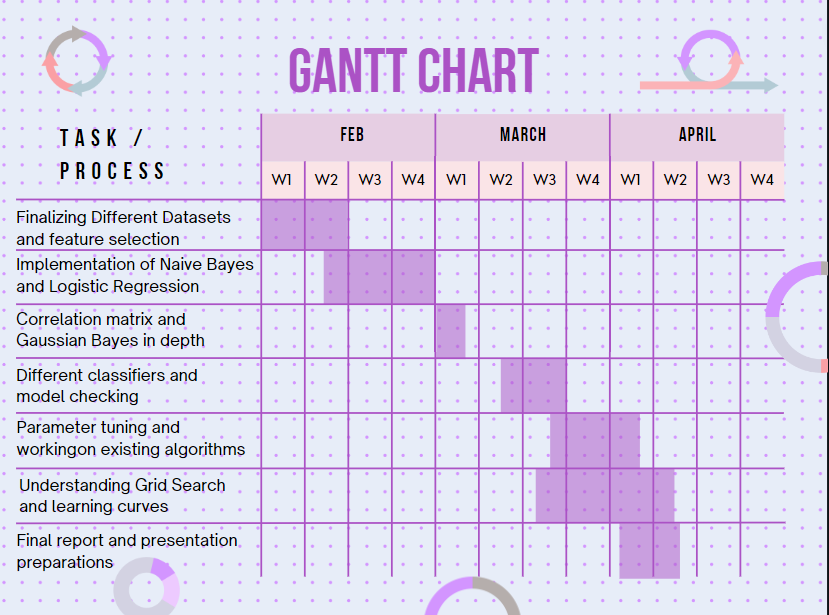 GANTT CHART
TASK /
PROCESS
FEB MARCH APRIL
W1 W2 W3 W4 W1 W2 W3 W4 W1 W2 W3 W4
Finalizing Different Datasets
and feature selection
Implementation of Naive Bayes
and Logistic Regression
Correlation matrix and
Gaussian Bayes in depth
Different classifiers and
model checking
Parameter tuning and
workingon existing algorithms
Understanding Grid Search
and learning curves
Final report and presentation
preparations